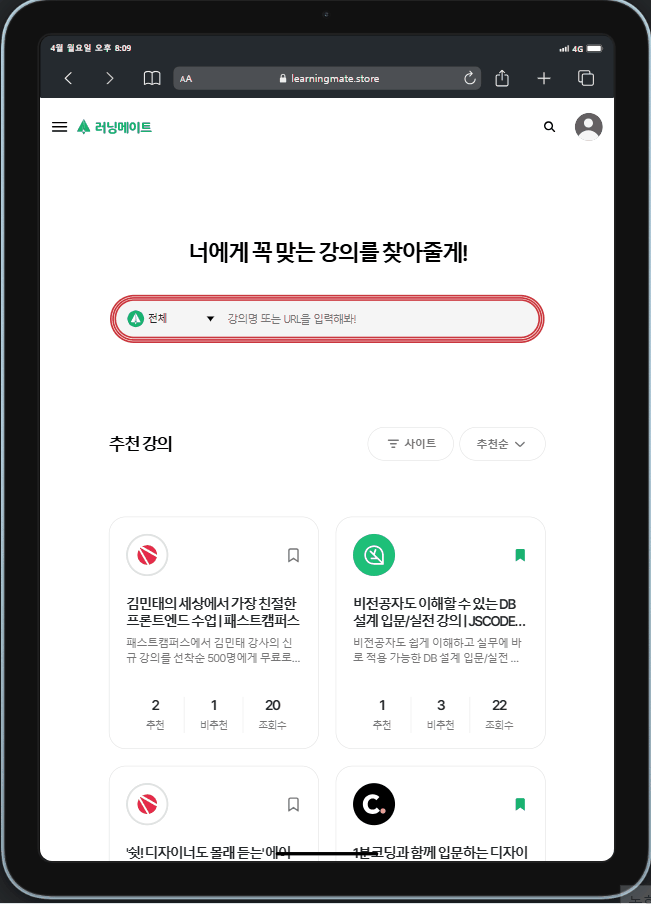 4월 월요일 오후 8:09
4G
AA learningmate.store
러닝메이트
너에게 꼭 맞는 강의를 찾아줄게!
전체 강의명 또는 URL을 입력해봐!
추천 강의 사이트 추천순
김민태의 세상에서 가장 친절한
프론트엔드 수업 | 패스트캠퍼스
패스트캠퍼스에서 김민태 강사의 신
규 강의를 선착순 500명에게 무료로...
2 1 20
추천 비추천 조회수
비전공자도 이해할 수 있는 DB
설계 입문/실전 강의 | JSCODE...
비전공자도 쉽게 이해하고 실무에 바
로 적용 가능한 DB 설계 입문/실전 ...
1 3 22
추천 비추천 조회수
'쉿! 디자이너도 몰래 듣는' 에이
C.
1분코딩과 함께 입문하는 디자이